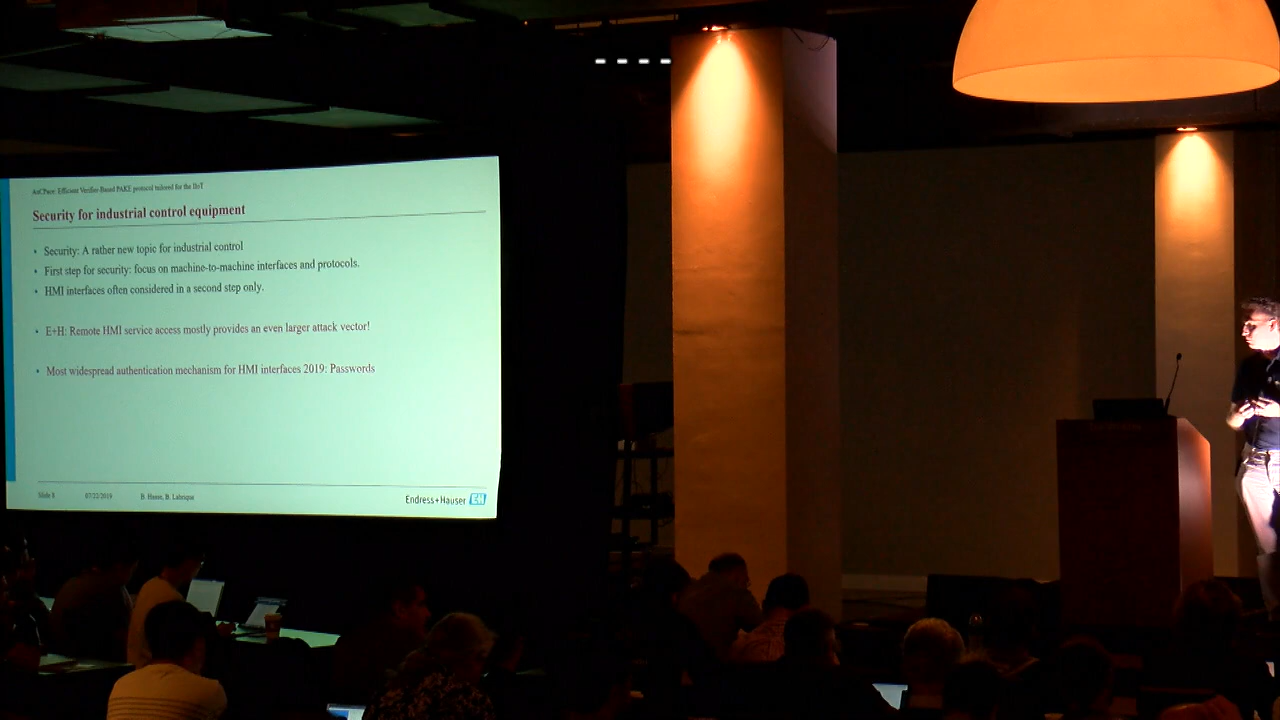 AuCPace: Efficient Verifier-Based PAKE protocol tailored for the IIoT
Security for industrial control equipment
• Security: A rather new topic for industrial control
• First step for security: focus on machine-to-machine interfaces and protocols.
• HMI interfaces often considered in a second step only.
• E+H: Remote HMI service access mostly provides an even larger attack vector!
• Most widespread authentication mechanism for HMI interfaces 2019: Passwords
Slide 8 07/22/2019 B. Haase, B. Labrique Endress+Hauser EH